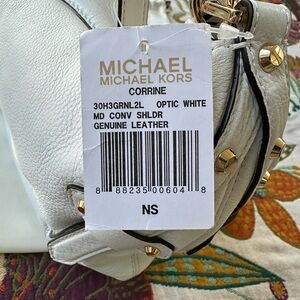 MICHAEL
MICHAEL KORS
CORRINE
30H3GRNL2L OPTIC WHITE
MD CONV SHLDR
GENUINE LEATHER
8 88235 00604 8
NS